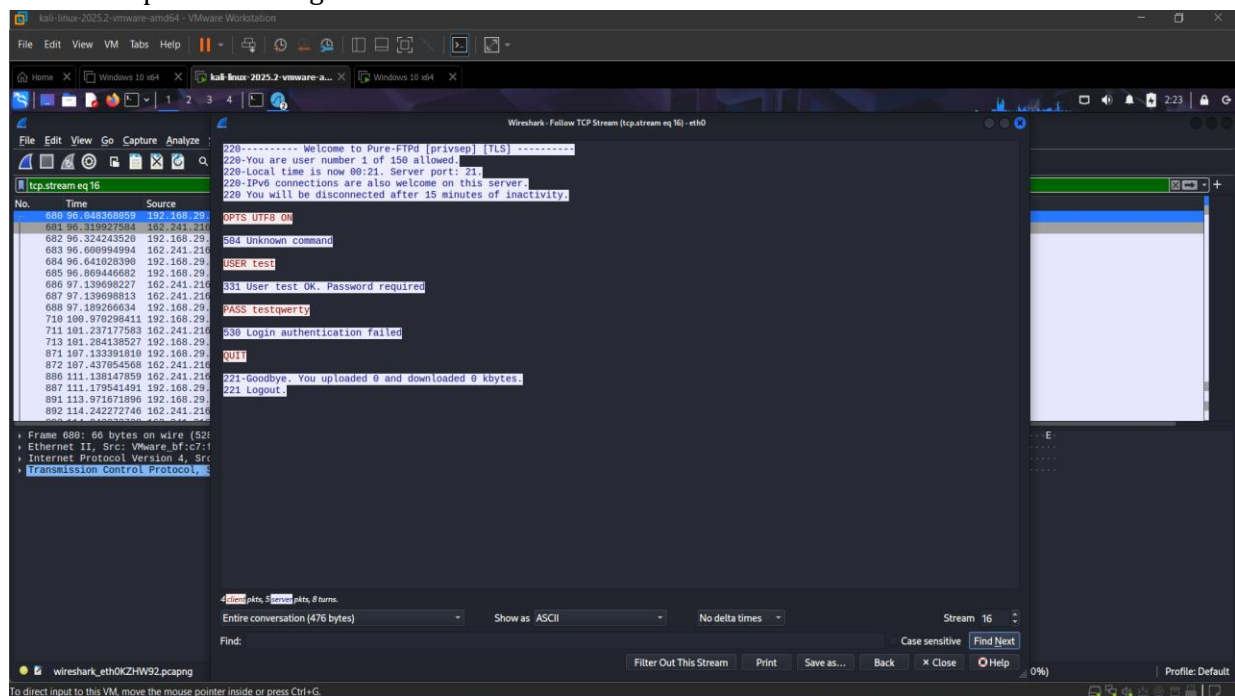 kali-linux-2025.2-vmware-amd64 - VMware Workstation
File Edit View VM Tabs Help
Home Windows 10 x64 kali-linux-2025.2-vmware-a... Windows 10 x64
1 2 3 4 2:23
Wireshark · Follow TCP Stream (tcp.stream eq 16) · eth0
File Edit View Go Capture Analyze
tcp.stream eq 16
No. Time Source
680 96.048368059 192.168.29.
681 96.319927584 162.241.216
682 96.324243520 192.168.29.
683 96.600994994 162.241.216
684 96.641028390 192.168.29.
685 96.869446682 192.168.29.
686 97.139698227 162.241.216
687 97.139698813 162.241.216
688 97.189266634 192.168.29.
710 100.970298411 192.168.29.
711 101.237177583 162.241.216
713 101.284138527 192.168.29.
871 107.133391810 192.168.29.
872 107.437054568 162.241.216
886 111.138147859 162.241.216
887 111.179541491 192.168.29.
891 113.971671896 192.168.29.
892 114.242272746 162.241.216
Frame 680: 66 bytes on wire (528
Ethernet II, Src: VMware_bf:c7:f
Internet Protocol Version 4, Src
Transmission Control Protocol, S
220---------- Welcome to Pure-FTPd [privsep] [TLS] ----------
220-You are user number 1 of 150 allowed.
220-Local time is now 00:21. Server port: 21.
220-IPv6 connections are also welcome on this server.
220 You will be disconnected after 15 minutes of inactivity.
OPTS UTF8 ON
504 Unknown command
USER test
331 User test OK. Password required
PASS testqwerty
530 Login authentication failed
QUIT
221-Goodbye. You uploaded 0 and downloaded 0 kbytes.
221 Logout.
E
4 client pkts, 5 server pkts, 8 turns.
Entire conversation (476 bytes) Show as ASCII No delta times Stream 16
Find: Case sensitive Find Next
Filter Out This Stream Print Save as... Back Close Help
wireshark_eth0KZHW92.pcapng 0%) Profile: Default
To direct input to this VM, move the mouse pointer inside or press Ctrl+G.